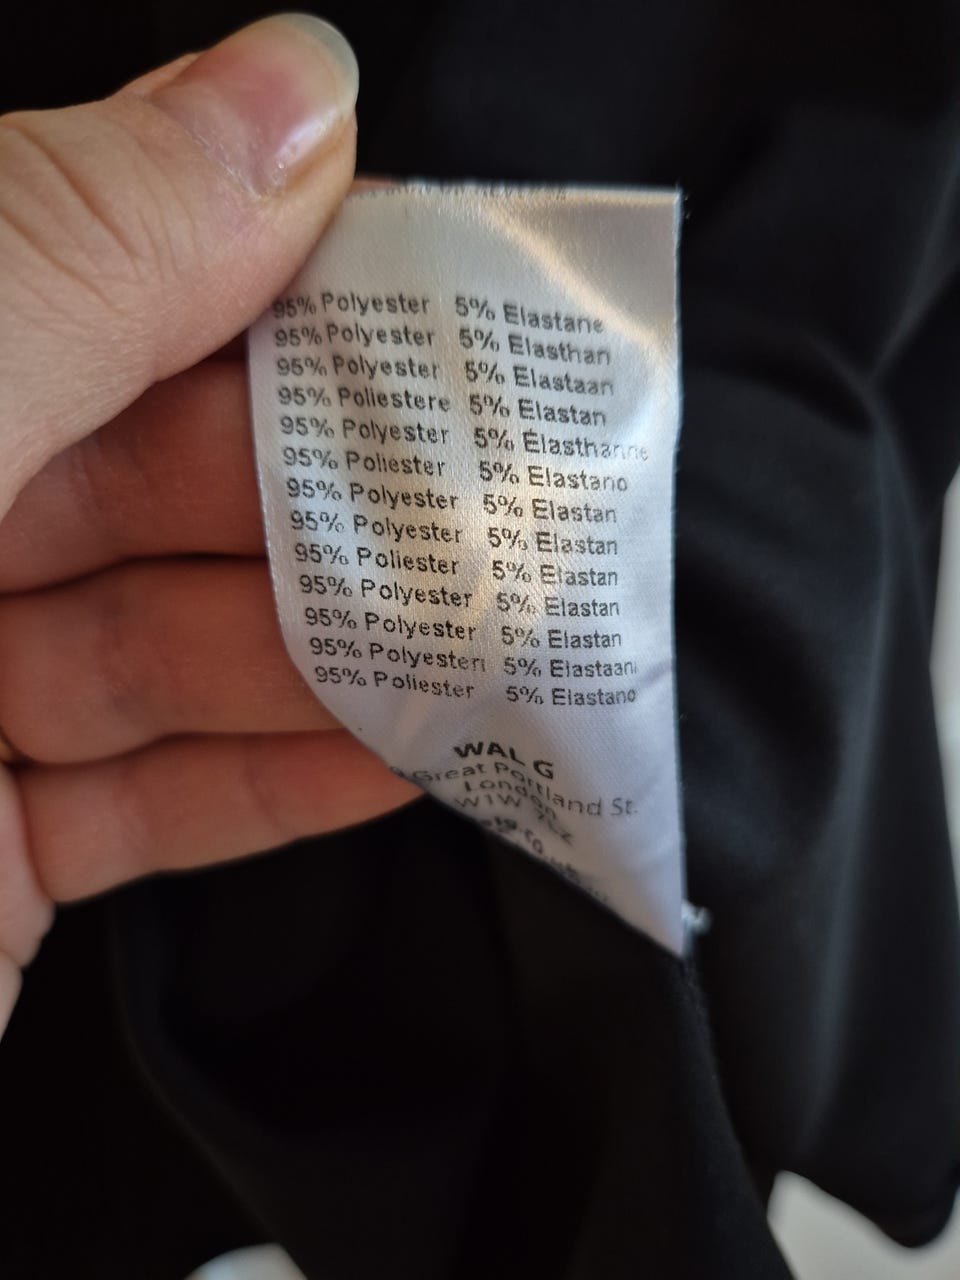 95% Polyester 5% Elastane
95% Polyester 5% Elasthan
95% Polyester 5% Elastaan
95% Poliestere 5% Elastan
95% Polyester 5% Elasthanne
95% Poliester 5% Elastano
95% Polyester 5% Elastan
95% Polyester 5% Elastan
95% Poliester 5% Elastan
95% Polyester 5% Elastan
95% Polyester 5% Elastan
95% Polyesteri 5% Elastaani
95% Poliester 5% Elastano
WAL G
Great Portland St.
London
W1W